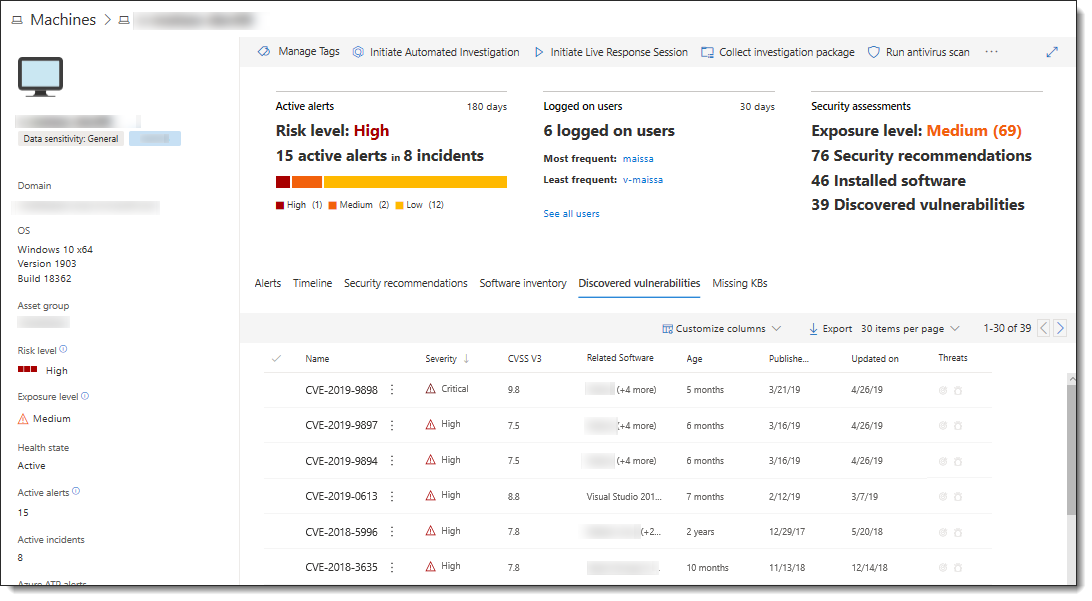 Machines
Manage Tags Initiate Automated Investigation Initiate Live Response Session Collect investigation package Run antivirus scan ...
Data sensitivity: General
Domain
OS
Windows 10 x64
Version 1903
Build 18362
Asset group
Risk level
High
Exposure level
Medium
Health state
Active
Active alerts
15
Active incidents
8
Azure ATP alerts
Active alerts 180 days
Risk level: High
15 active alerts in 8 incidents
High (1) Medium (2) Low (12)
Logged on users 30 days
6 logged on users
Most frequent: maissa
Least frequent: v-maissa
See all users
Security assessments
Exposure level: Medium (69)
76 Security recommendations
46 Installed software
39 Discovered vulnerabilities
Alerts Timeline Security recommendations Software inventory Discovered vulnerabilities Missing KBs
Customize columns Export 30 items per page 1-30 of 39
Name Severity CVSS V3 Related Software Age Publishe... Updated on Threats
CVE-2019-9898 Critical 9.8 (+4 more) 5 months 3/21/19 4/26/19
CVE-2019-9897 High 7.5 (+4 more) 6 months 3/16/19 4/26/19
CVE-2019-9894 High 7.5 (+4 more) 6 months 3/16/19 4/26/19
CVE-2019-0613 High 8.8 Visual Studio 201... 7 months 2/12/19 3/7/19
CVE-2018-5996 High 7.8 (+2... 2 years 12/29/17 5/20/18
CVE-2018-3635 High 7.8 10 months 11/13/18 12/14/18